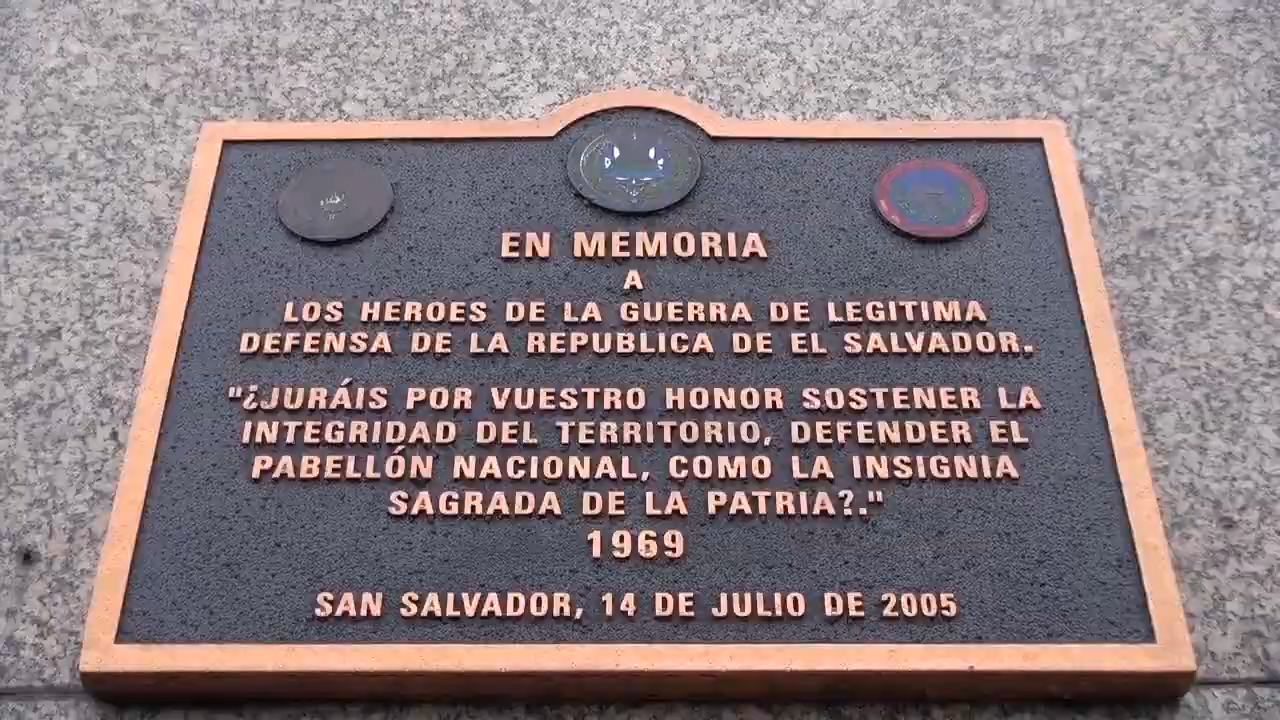 EN MEMORIA
A
LOS HEROES DE LA GUERRA DE LEGITIMA
DEFENSA DE LA REPUBLICA DE EL SALVADOR.
"¿JURÁIS POR VUESTRO HONOR SOSTENER LA
INTEGRIDAD DEL TERRITORIO, DEFENDER EL
PABELLÓN NACIONAL, COMO LA INSIGNIA
SAGRADA DE LA PATRIA?."
1969
SAN SALVADOR, 14 DE JULIO DE 2005